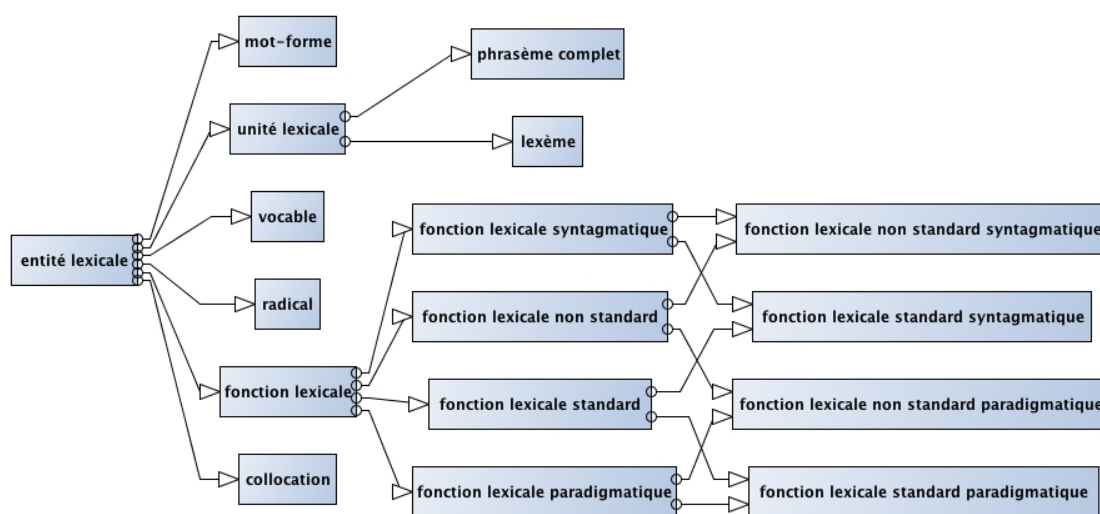 mot-forme
phrasème complet
unité lexicale
lexème
vocable
fonction lexicale syntagmatique
fonction lexicale non standard syntagmatique
entité lexicale
radical
fonction lexicale non standard
fonction lexicale standard syntagmatique
fonction lexicale
fonction lexicale standard
fonction lexicale non standard paradigmatique
collocation
fonction lexicale paradigmatique
fonction lexicale standard paradigmatique